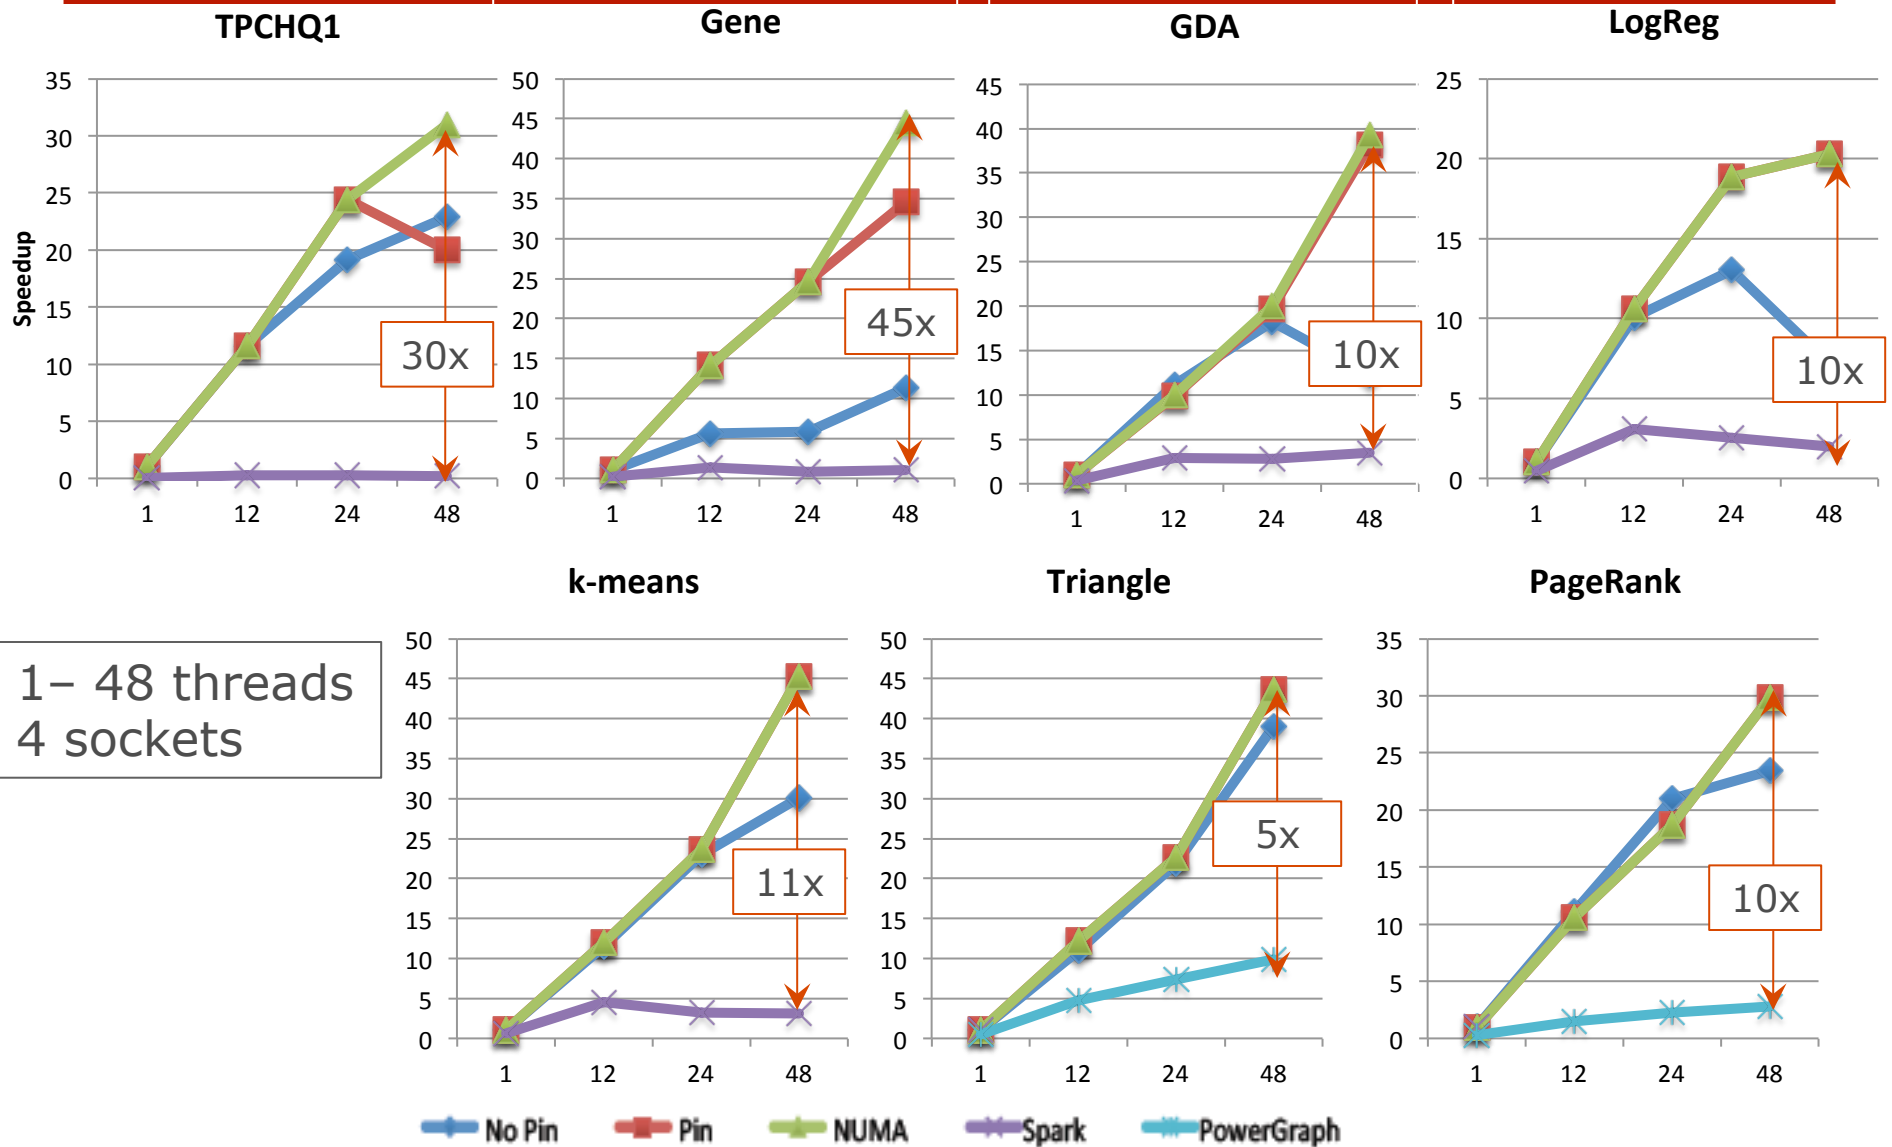 TPCHQ1
Gene
GDA
LogReg
Speedup
35
30
25
20
15
10
5
0
1 12 24 48
30x
50
45
40
35
30
25
20
15
10
5
0
1 12 24 48
45x
45
40
35
30
25
20
15
10
5
0
1 12 24 48
10x
25
20
15
10
5
0
1 12 24 48
10x
k-means
Triangle
PageRank
1– 48 threads
4 sockets
50
45
40
35
30
25
20
15
10
5
0
1 12 24 48
11x
50
45
40
35
30
25
20
15
10
5
0
1 12 24 48
5x
35
30
25
20
15
10
5
0
1 12 24 48
10x
No Pin Pin NUMA Spark PowerGraph